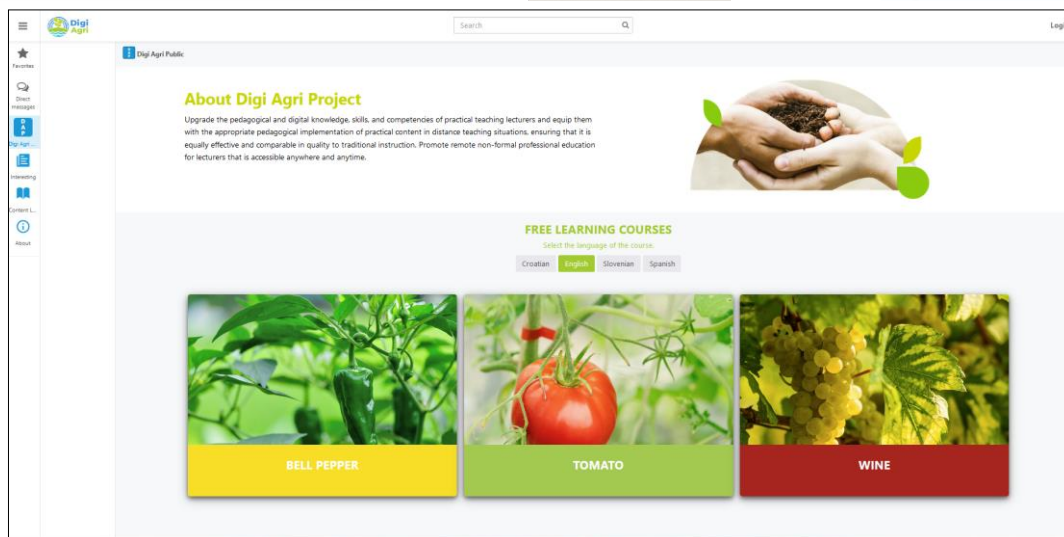 Digi
Agri
Search
Favorites
Direct
messages
D
A
P
Digi Agri ...
Interesting
Content L...
About
Digi Agri Public
About Digi Agri Project
Upgrade the pedagogical and digital knowledge, skills, and competencies of practical teaching lecturers and equip them
with the appropriate pedagogical implementation of practical content in distance teaching situations, ensuring that it is
equally effective and comparable in quality to traditional instruction. Promote remote non-formal professional education
for lecturers that is accessible anywhere and anytime.
FREE LEARNING COURSES
Select the language of the course.
Croatian English Slovenian Spanish
BELL PEPPER TOMATO WINE